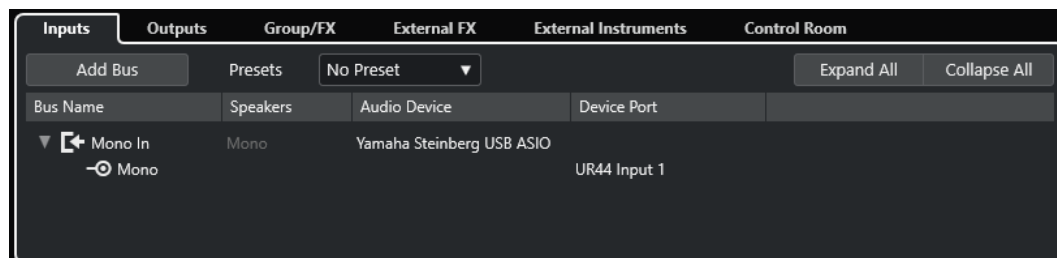 Inputs Outputs Group/FX External FX External Instruments Control Room
Add Bus Presets No Preset Expand All Collapse All
Bus Name Speakers Audio Device Device Port
Mono In Mono Yamaha Steinberg USB ASIO
Mono UR44 Input 1